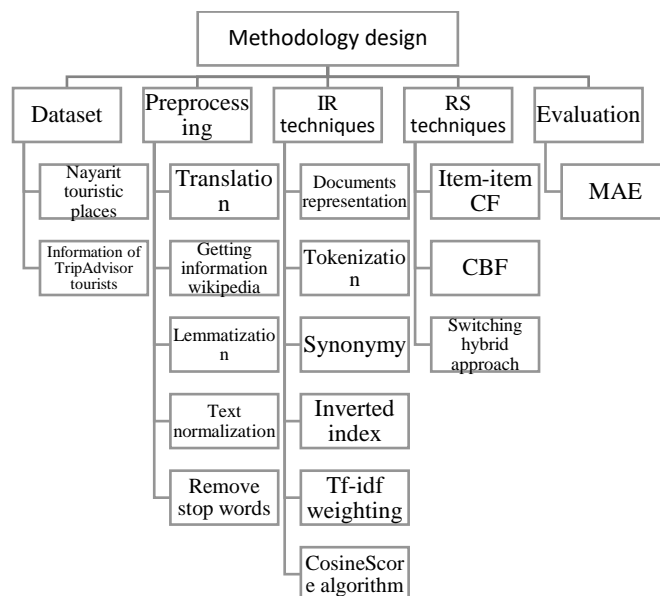 Methodology design
Dataset
Nayarit
touristic
places
Information of
TripAdvisor
tourists
Preprocess
ing
Translatio
n
Getting
information
wikipedia
Lemmatizatio
n
Text
normalization
Remove
stop words
IR
techniques
Documents
representation
Tokenizatio
n
Synonymy
Inverted
index
Tf-idf
weighting
CosineScor
e algorithm
RS
techniques
Item-item
CF
CBF
Switching
hybrid
approach
Evaluation
MAE